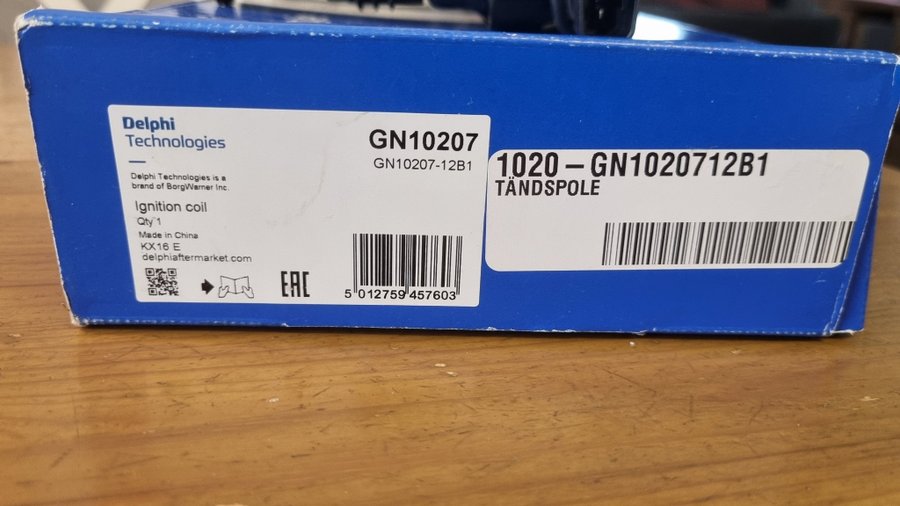 Delphi
Technologies
GN10207
GN10207-12B1
Delphi Technologies is a
brand of BorgWarner Inc.
Ignition coil
Qty 1
Made in China
KX16 E
delphiaftermarket.com
EAC
5 012759 457603
1020 – GN1020712B1
TÄNDSPOLE